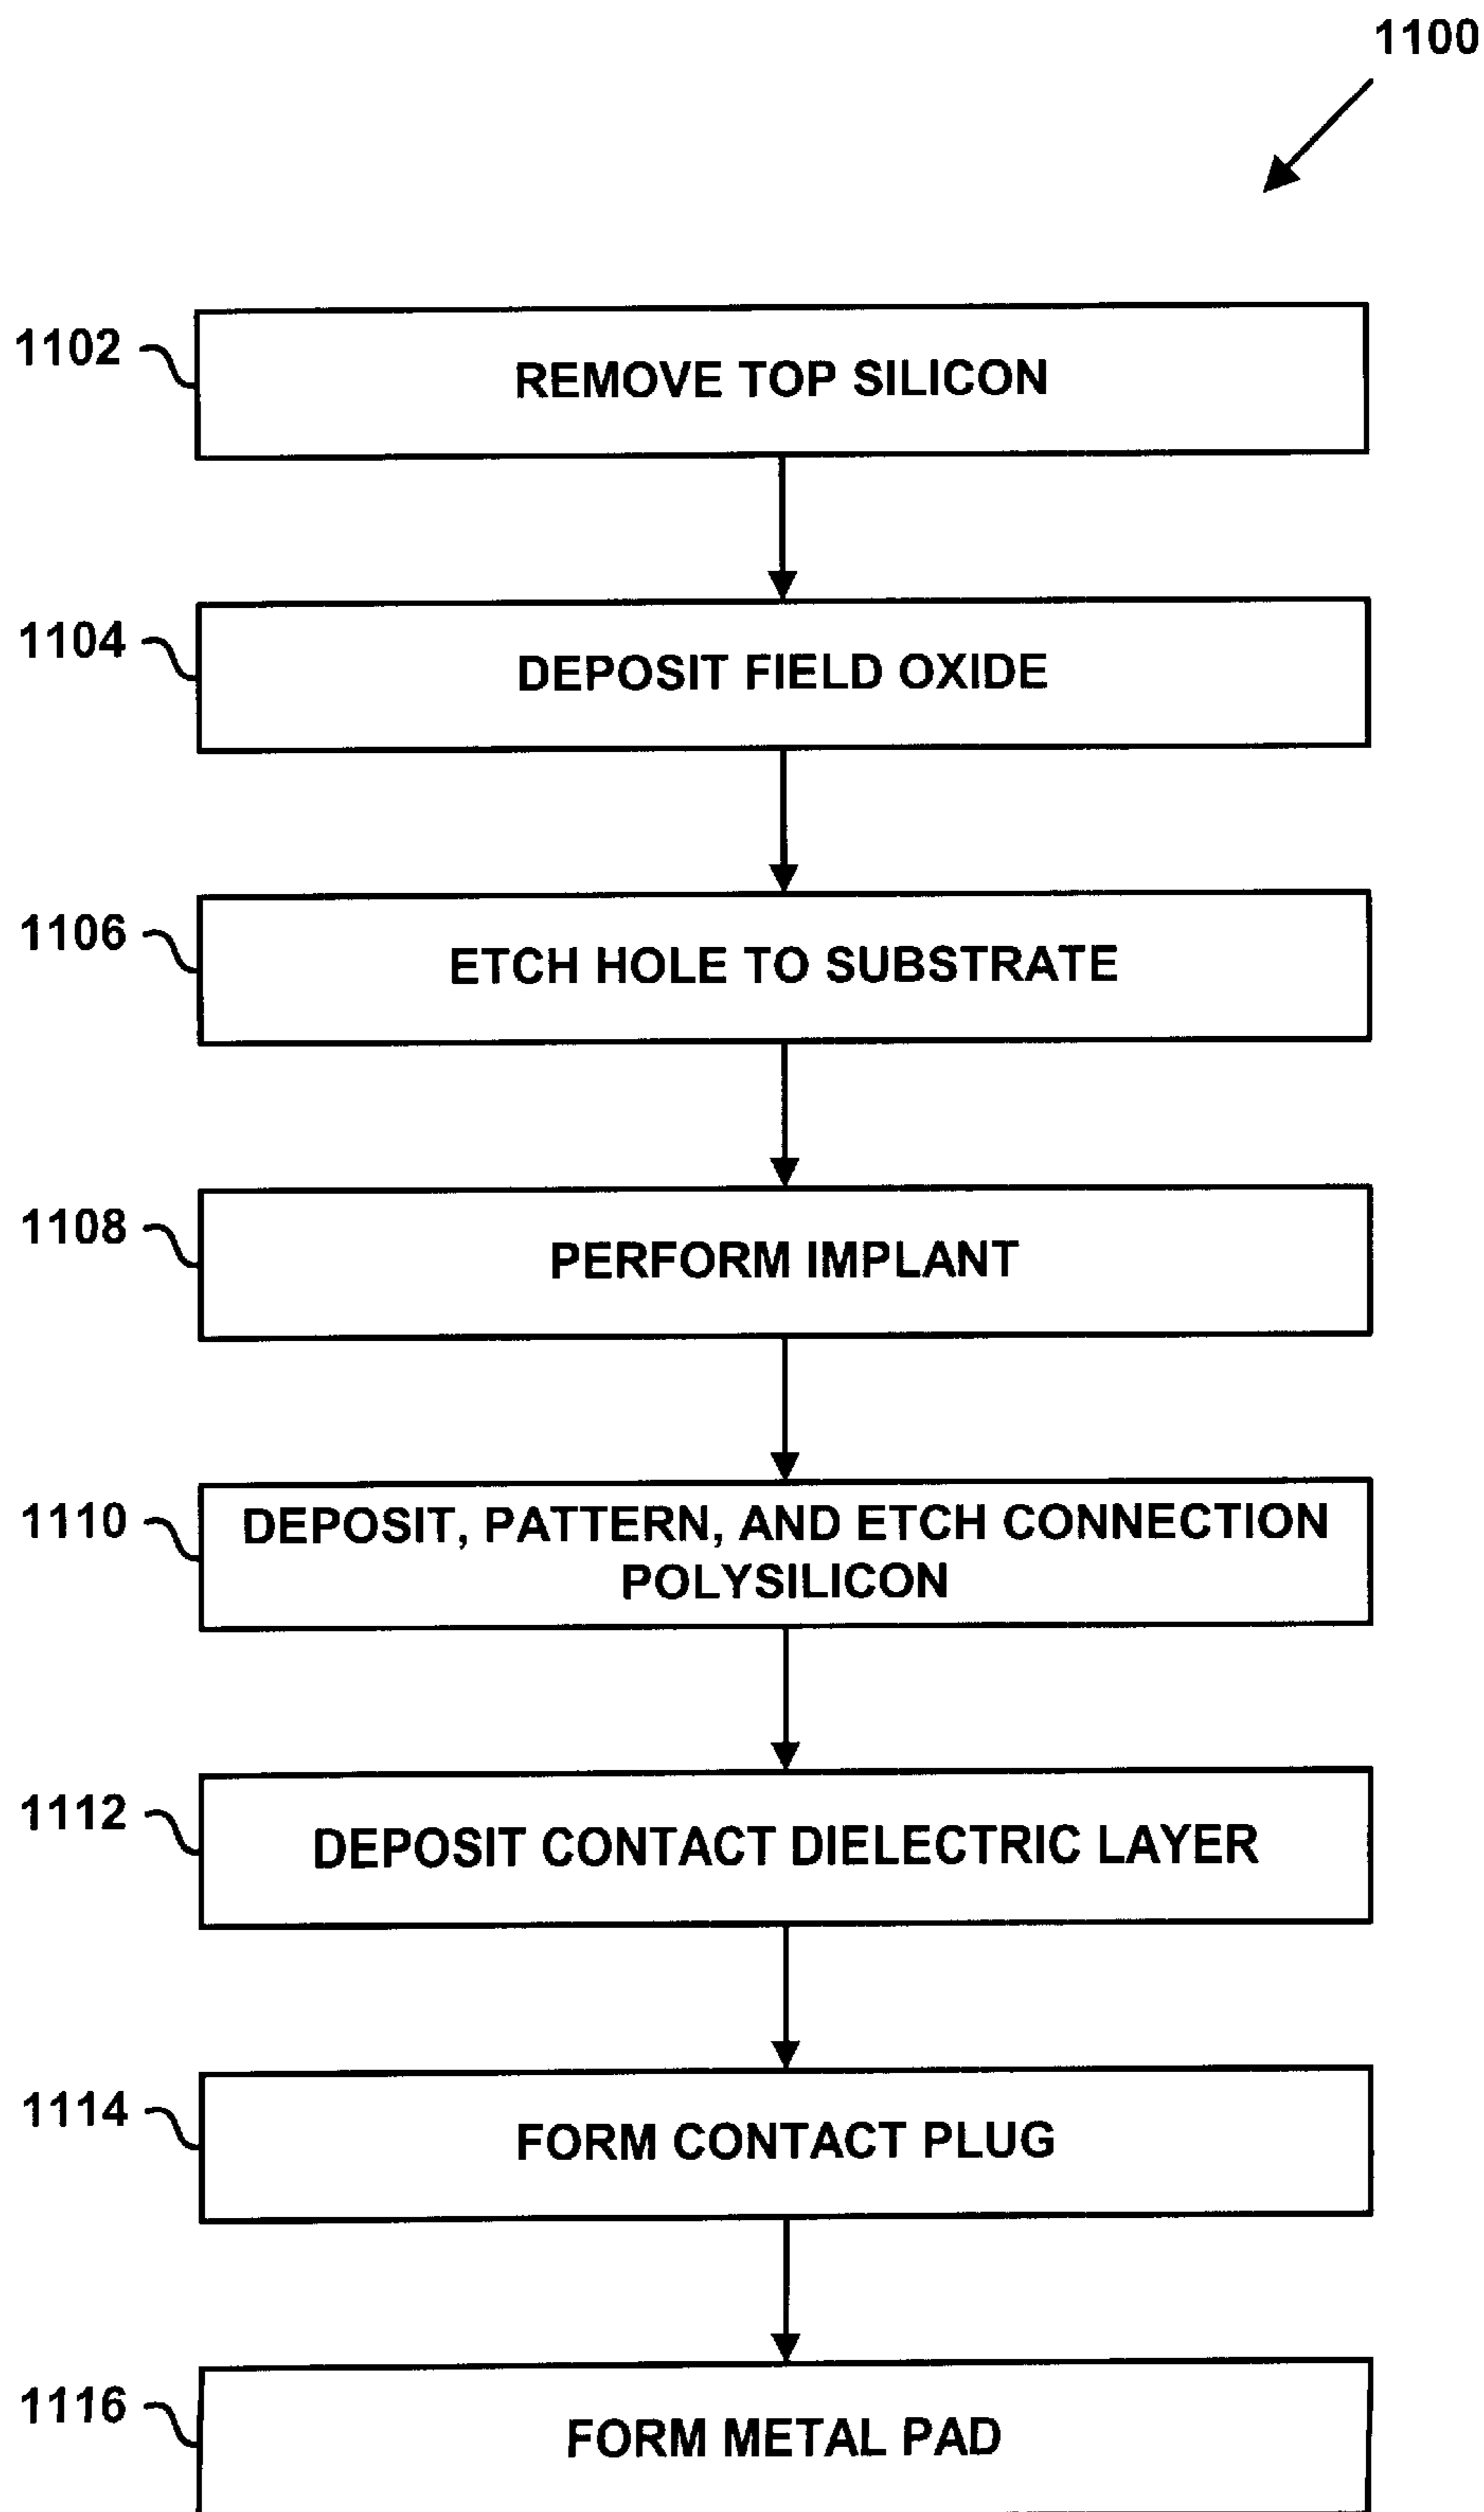 1100
1102
REMOVE TOP SILICON
1104
DEPOSIT FIELD OXIDE
1106
ETCH HOLE TO SUBSTRATE
1108
PERFORM IMPLANT
1110
DEPOSIT, PATTERN, AND ETCH CONNECTION
POLYSILICON
1112
DEPOSIT CONTACT DIELECTRIC LAYER
1114
FORM CONTACT PLUG
1116
FORM METAL PAD